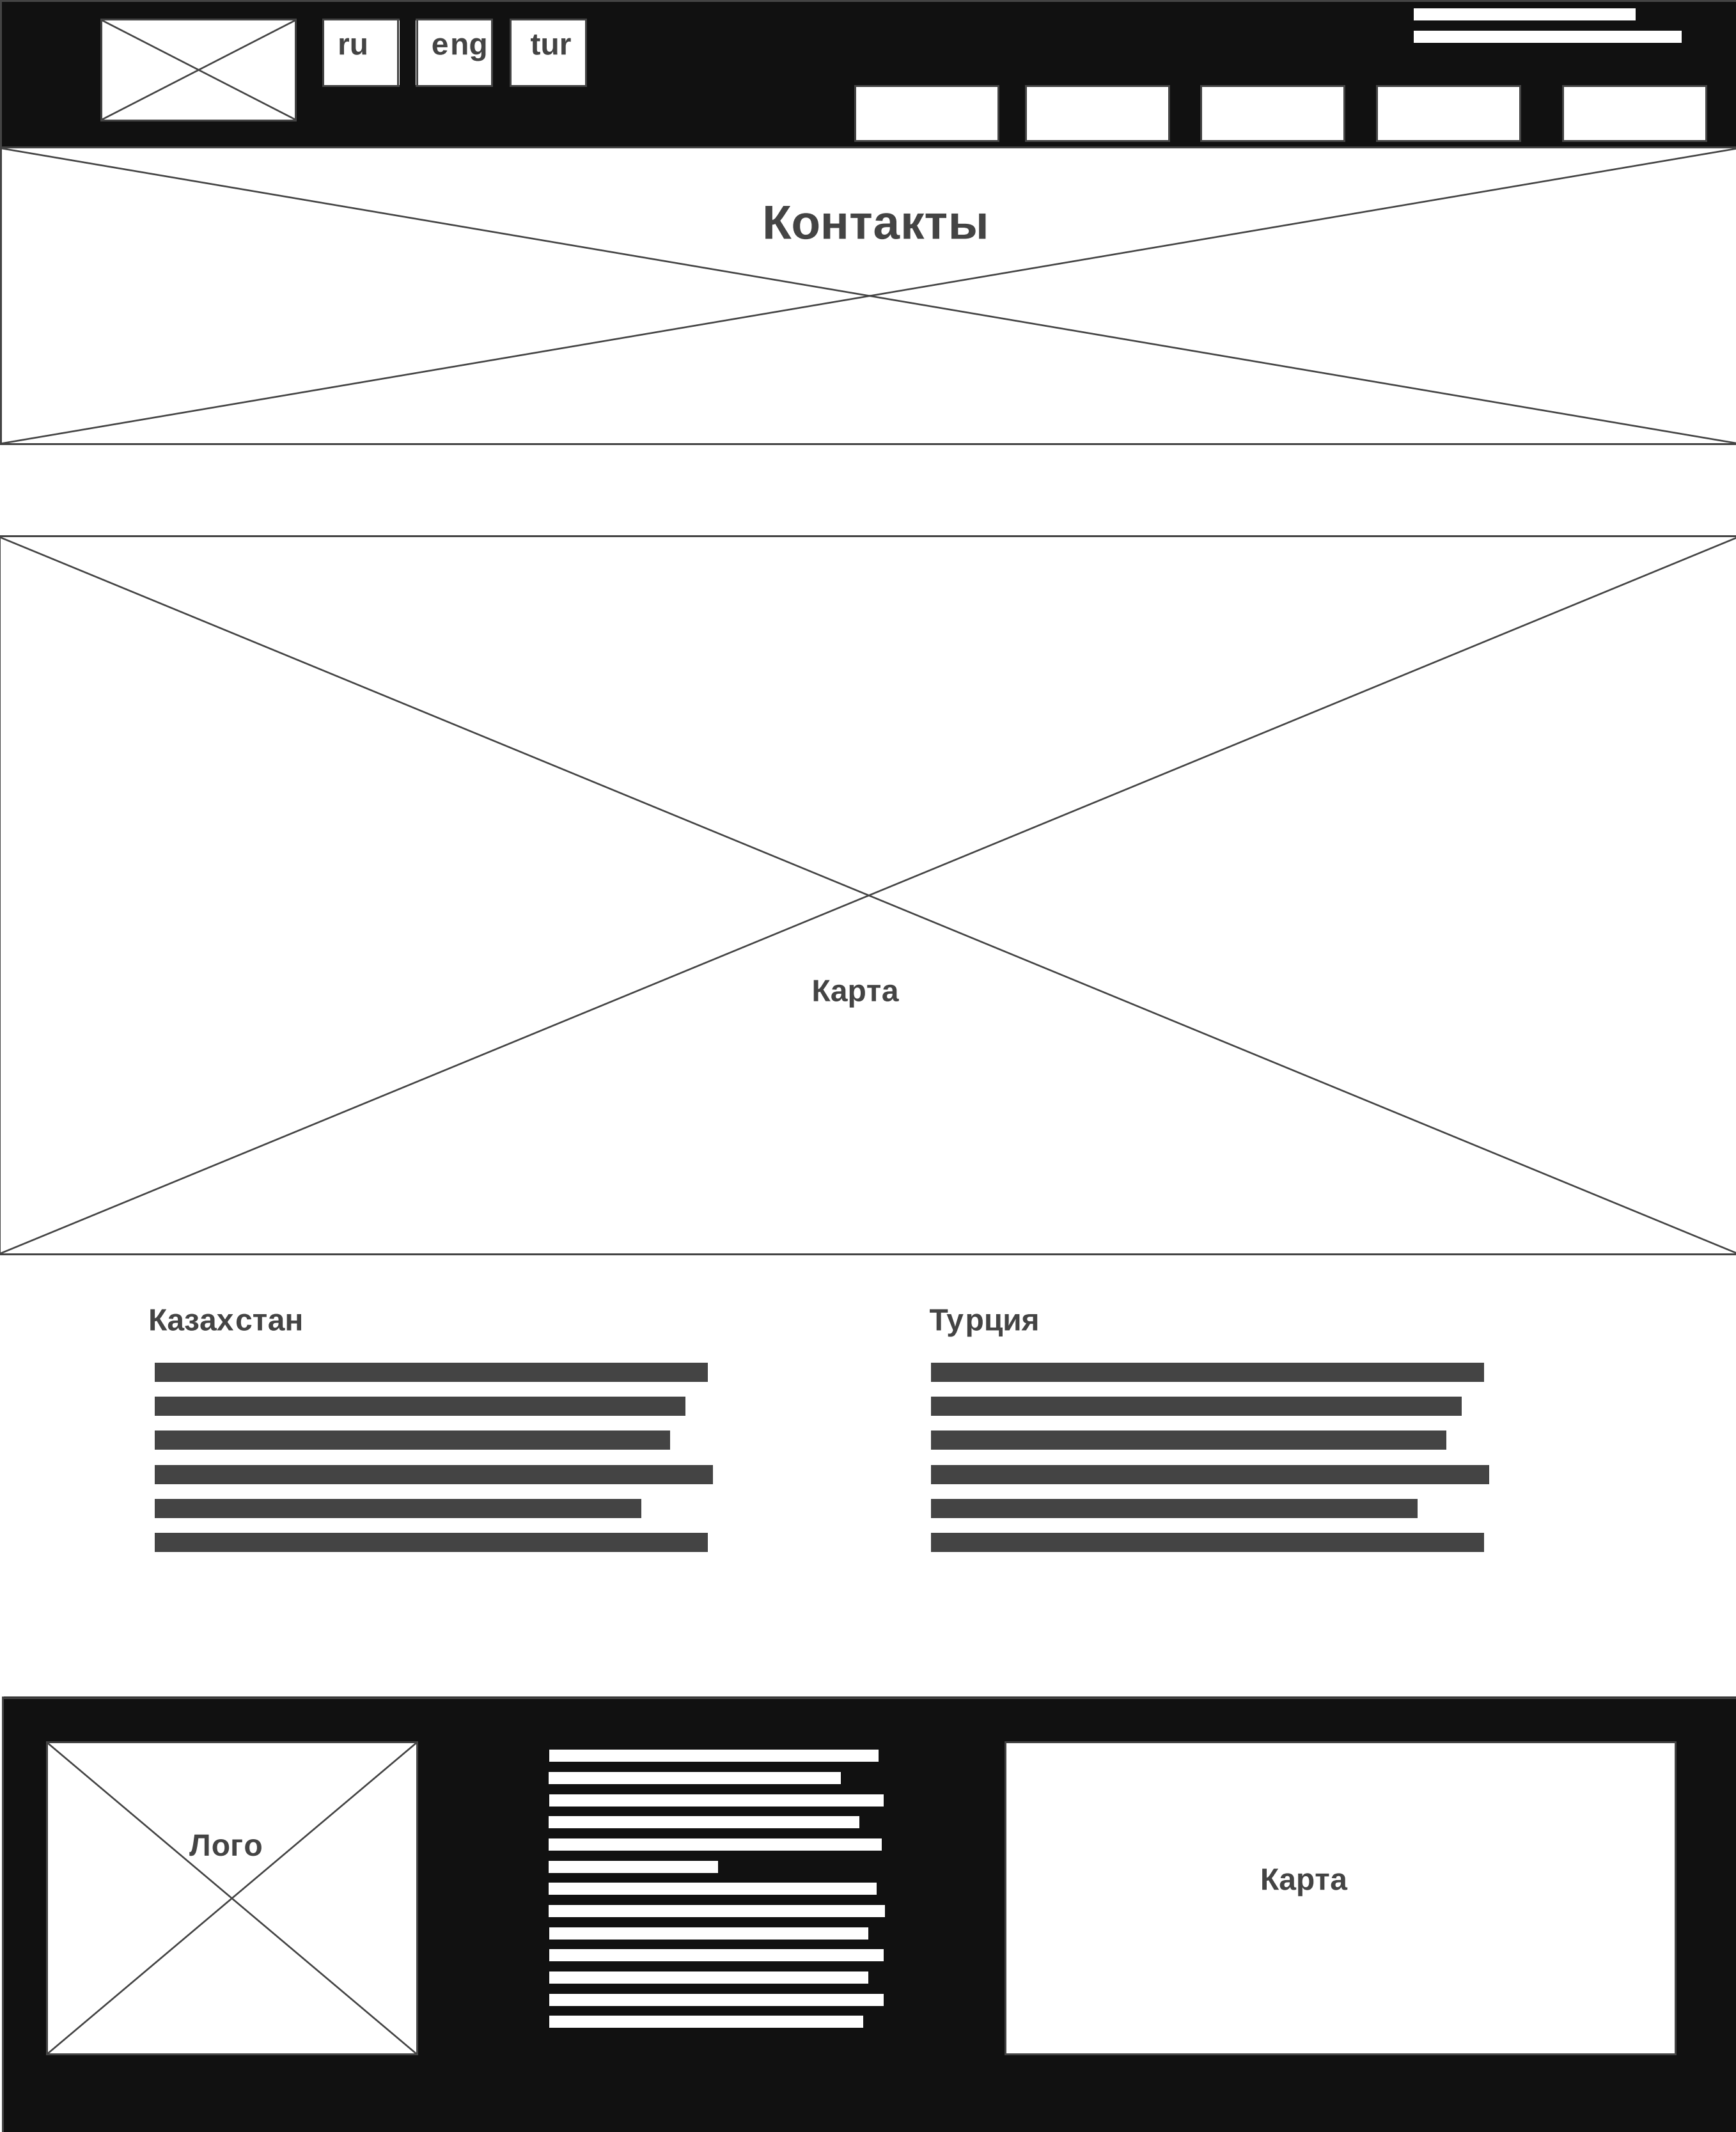 ru
eng
tur
Контакты
Карта
Казахстан
Турция
Лого
Карта